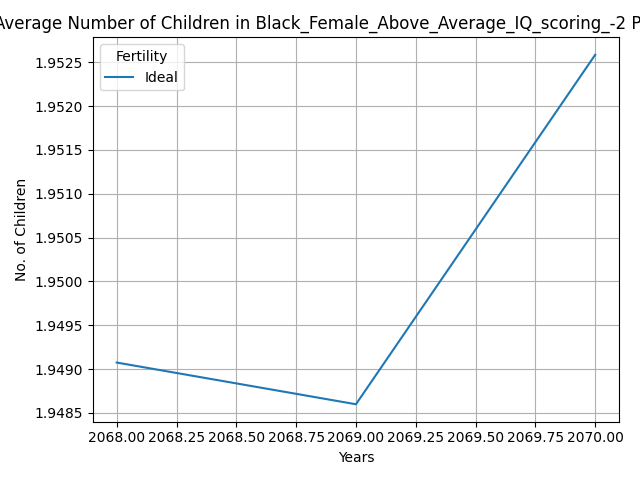 Average Number of Children in Black_Female_Above_Average_IQ_scoring_-2 P
Fertility
Ideal
1.9525
1.9520
1.9515
1.9510
1.9505
1.9500
1.9495
1.9490
1.9485
No. of Children
2068.00 2068.25 2068.50 2068.75 2069.00 2069.25 2069.50 2069.75 2070.00
Years